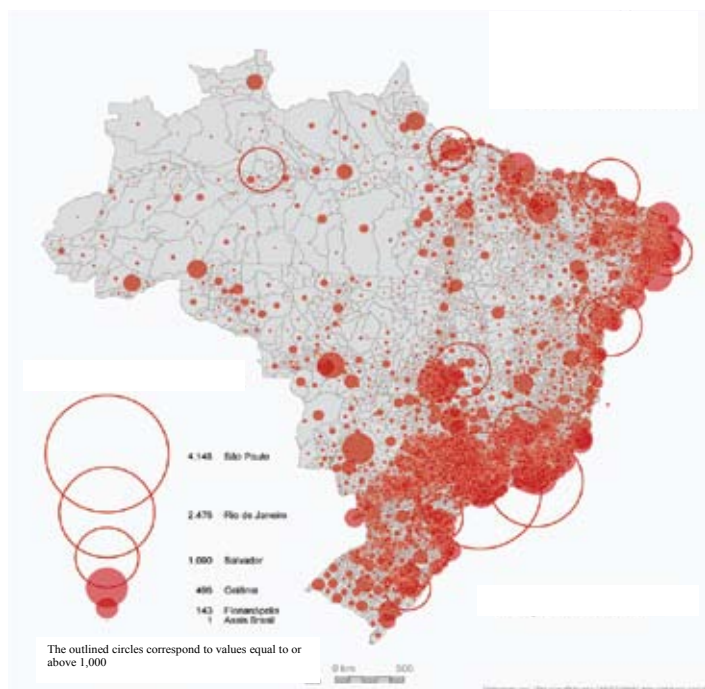 4.148 São Paulo
2.476 Rio de Janeiro
1.090 Salvador
495 Goiânia
143 Florianópolis
1 Assis Brasil
The outlined circles correspond to values equal to or
above 1,000
0 km 500